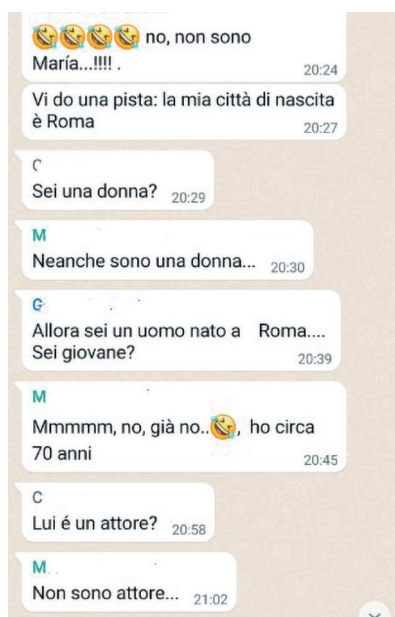 🤣🤣🤣🤣 no, non sono
María...!!!! .
20:24
Vi do una pista: la mia città di nascita
è Roma
20:27
C
Sei una donna? 20:29
M
Neanche sono una donna... 20:30
G
Allora sei un uomo nato a Roma....
Sei giovane?
20:39
M
Mmmmm, no, già no..🤣, ho circa
70 anni
20:45
C
Lui é un attore? 20:58
M
Non sono attore... 21:02